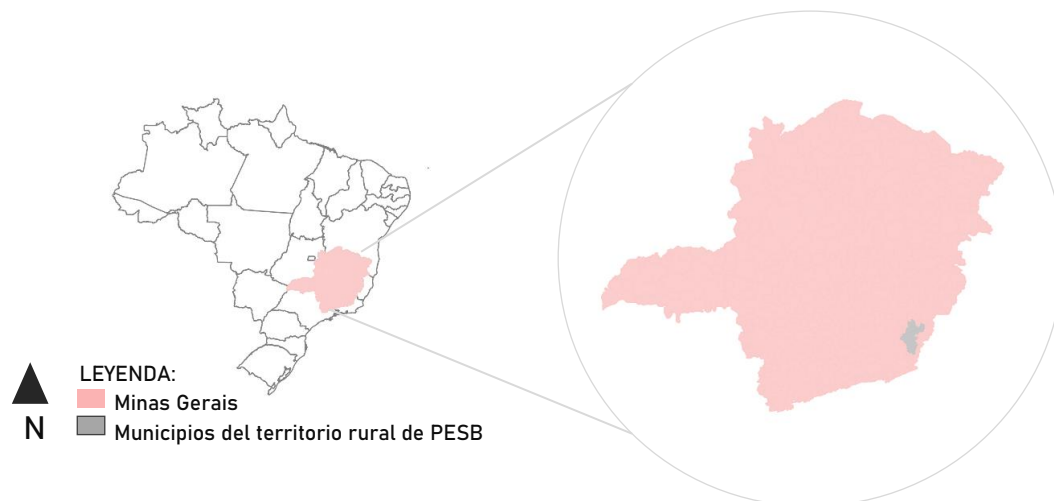 LEYENDA:
Minas Gerais
N
Municipios del territorio rural de PESB